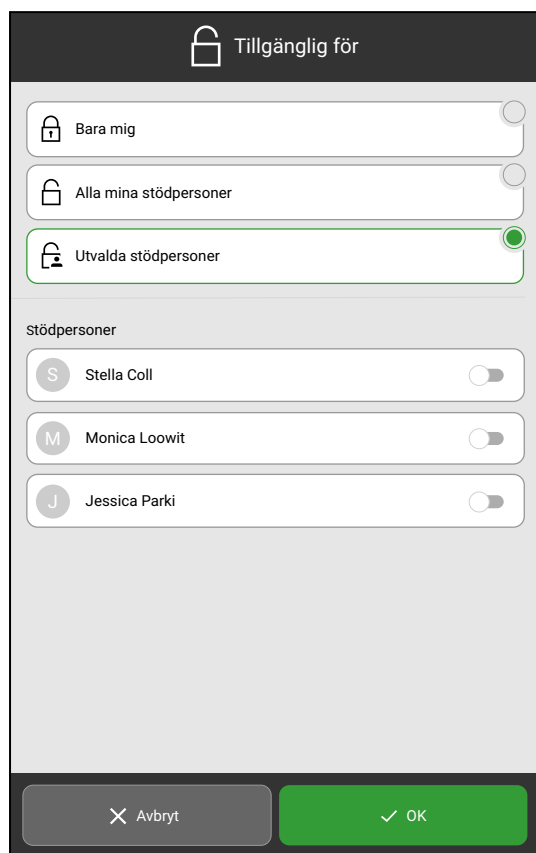 Tillgänglig för
Bara mig
Alla mina stödpersoner
Utvalda stödpersoner
Stödpersoner
S Stella Coll
M Monica Loowit
J Jessica Parki
Avbryt
OK